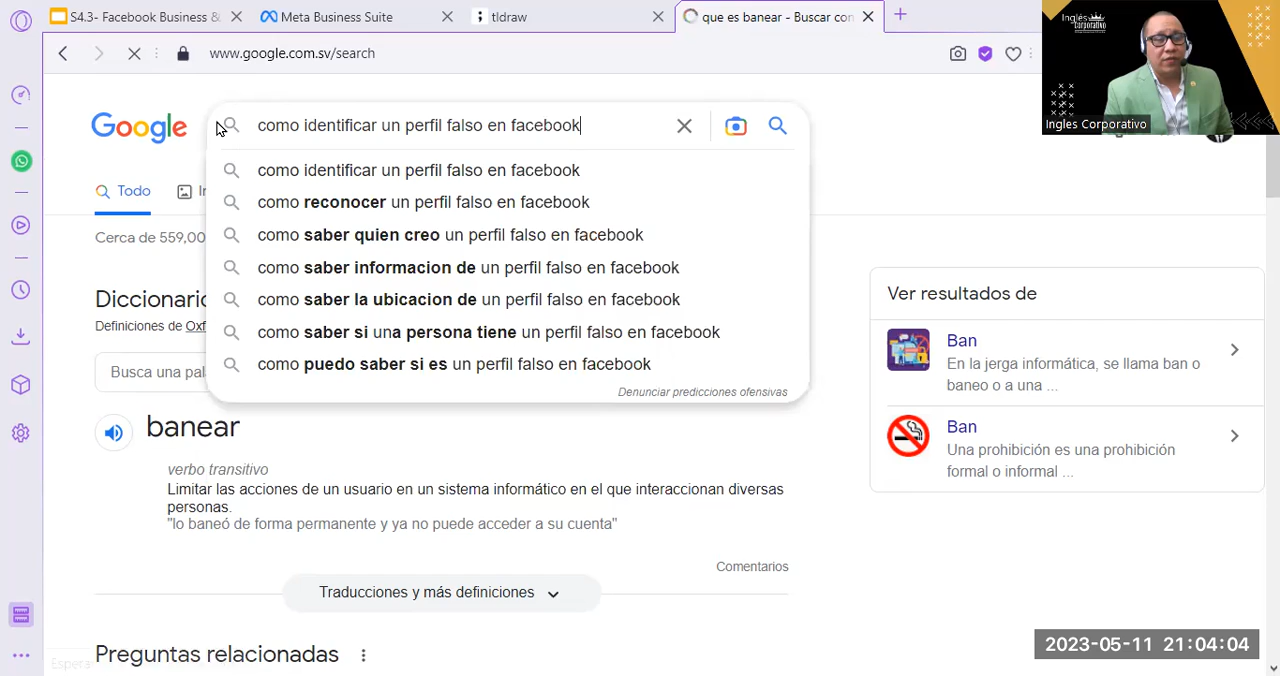 S4.3- Facebook Business &
Meta Business Suite
tldraw
que es banear - Buscar con
www.google.com.sv/search
Inglés
Corporativo
Ingles Corporativo
Google
como identificar un perfil falso en facebook
como identificar un perfil falso en facebook
como reconocer un perfil falso en facebook
como saber quien creo un perfil falso en facebook
como saber informacion de un perfil falso en facebook
como saber la ubicacion de un perfil falso en facebook
como saber si una persona tiene un perfil falso en facebook
como puedo saber si es un perfil falso en facebook
Denunciar predicciones ofensivas
Todo
Cerca de 559,00
Diccionario
Definiciones de Oxf
Busca una pal
banear
verbo transitivo
Limitar las acciones de un usuario en un sistema informático en el que interaccionan diversas
personas.
"lo baneó de forma permanente y ya no puede acceder a su cuenta"
Comentarios
Traducciones y más definiciones
Preguntas relacionadas
Espera
Ver resultados de
Ban
En la jerga informática, se llama ban o
baneo o a una ...
Ban
Una prohibición es una prohibición
formal o informal ...
2023-05-11 21:04:04